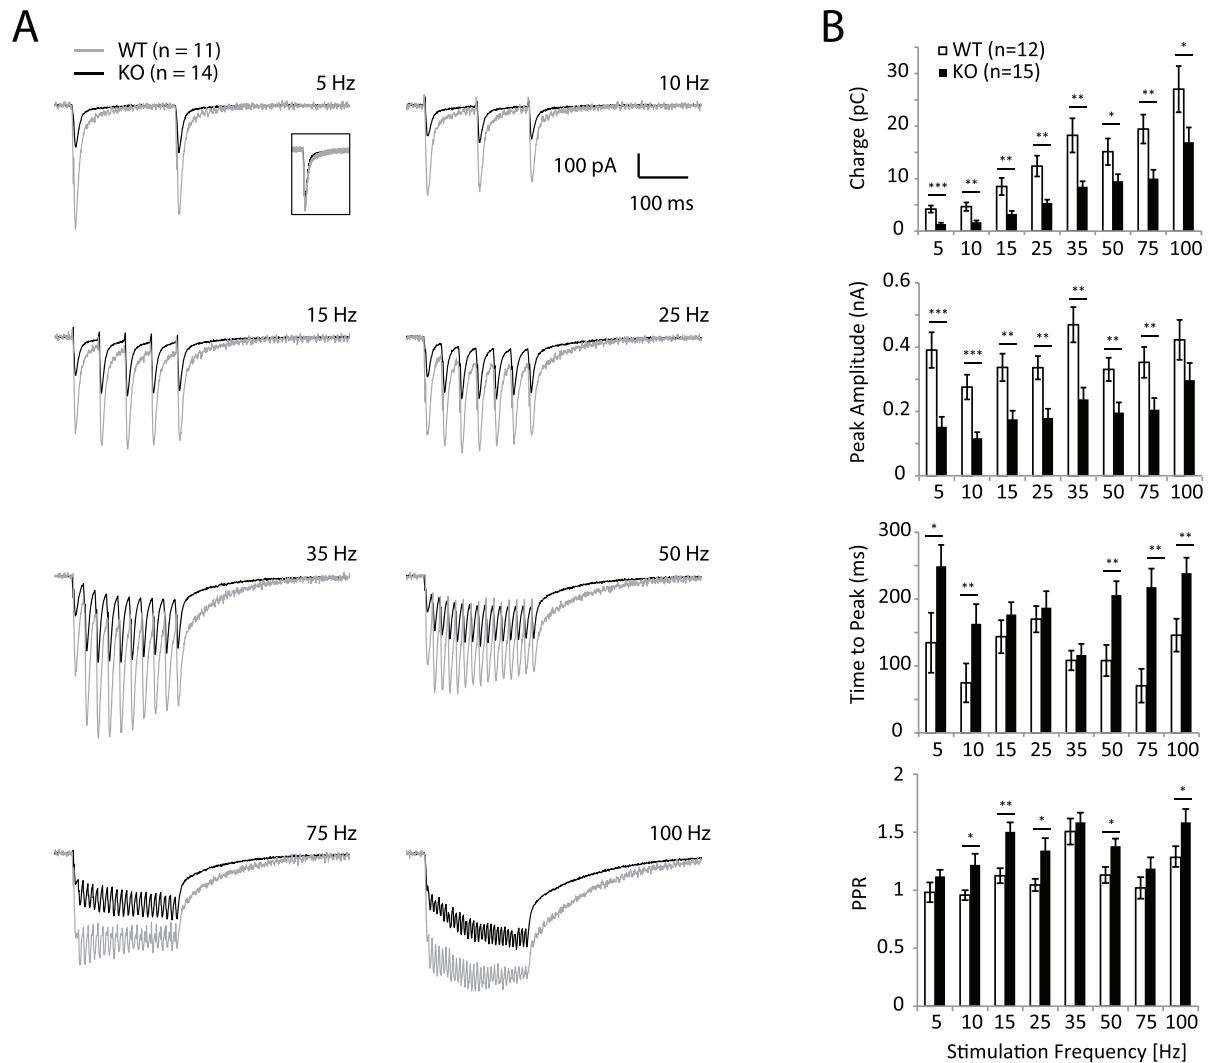 A
WT (n = 11)
KO (n = 14)
5 Hz
10 Hz
100 pA
100 ms
15 Hz
25 Hz
35 Hz
50 Hz
75 Hz
100 Hz
B
WT (n=12)
KO (n=15)
Charge (pC)
30
20
10
0
*** ** ** ** ** * ** *
5 10 15 25 35 50 75 100
Peak Amplitude (nA)
0.6
0.4
0.2
0
*** *** ** ** ** ** **
5 10 15 25 35 50 75 100
Time to Peak (ms)
300
200
100
0
* ** ** ** **
5 10 15 25 35 50 75 100
PPR
2
1.5
1
0.5
0
* ** * * *
5 10 15 25 35 50 75 100
Stimulation Frequency [Hz]